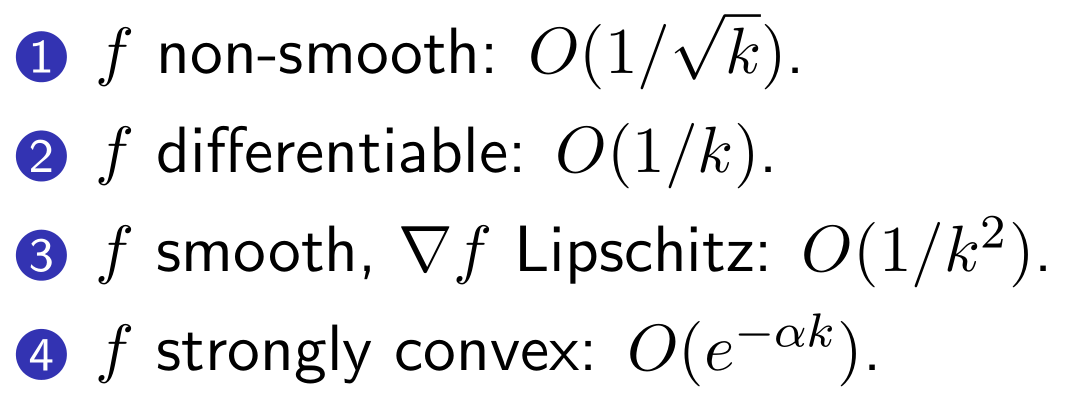 1 f non-smooth: O(1/√k).
2 f differentiable: O(1/k).
3 f smooth, ∇f Lipschitz: O(1/k²).
4 f strongly convex: O(e^{−αk}).